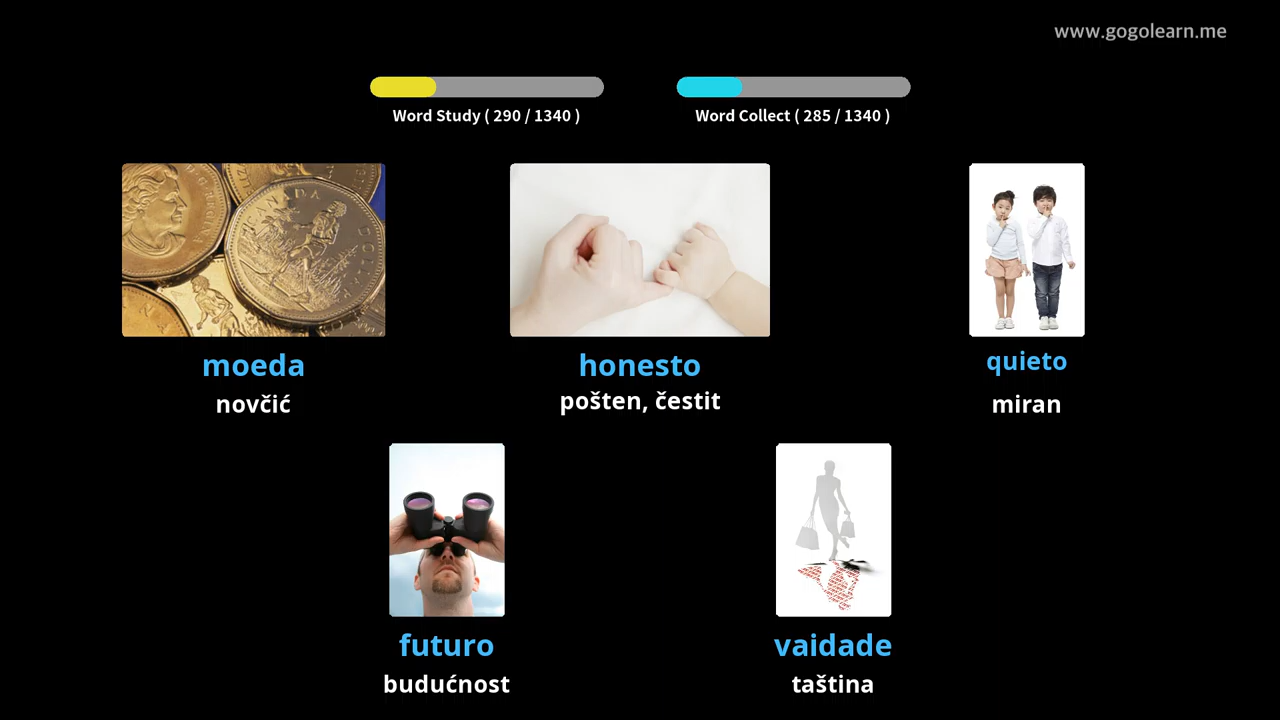 www.gogolearn.me
Word Study ( 290 / 1340 )
Word Collect ( 285 / 1340 )
moeda
novčić
honesto
pošten, čestit
quieto
miran
futuro
budućnost
vaidade
taština